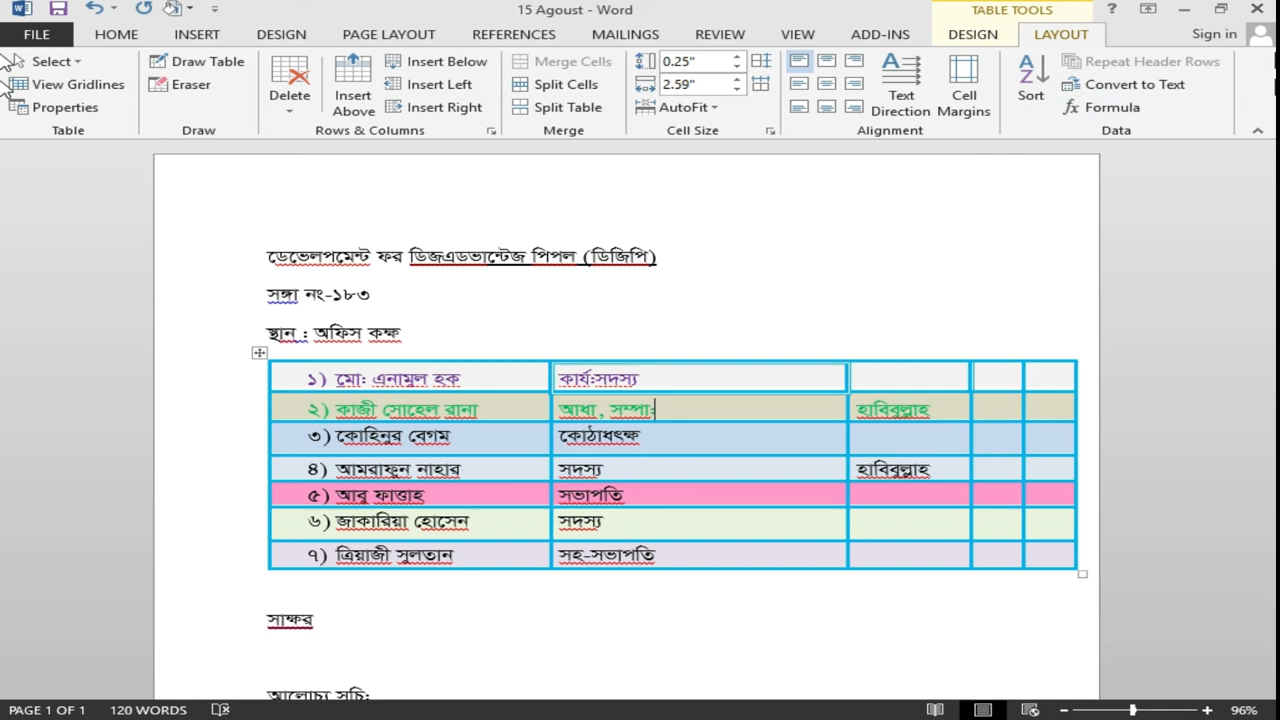 15 Agoust - Word
TABLE TOOLS
FILE HOME INSERT DESIGN PAGE LAYOUT REFERENCES MAILINGS REVIEW VIEW ADD-INS DESIGN LAYOUT Sign in
Select Draw Table Insert Below Merge Cells 0.25" Repeat Header Rows
View Gridlines Eraser Insert Left Split Cells 2.59" Convert to Text
Properties Delete Insert Above Insert Right Split Table AutoFit Text Direction Cell Margins Sort Formula
Table Draw Rows & Columns Merge Cell Size Alignment Data
ডেভেলপমেন্ট ফর ডিজএডভান্টেজ পিপল (ডিজিপি)
সঙ্গা নং-১৮৩
স্থান : অফিস কক্ষ
১) মো: এনামুল হক কার্য:সদস্য
২) কাজী সোহেল রানা আধা, সম্পা: হাবিবুল্লাহ
৩) কোহিনুর বেগম কোঠাধৎক্ষ
৪) আমরাফুন নাহার সদস্য হাবিবুল্লাহ
৫) আবু ফাত্তাহ সভাপতি
৬) জাকারিয়া হোসেন সদস্য
৭) ত্রিয়াজী সুলতান সহ-সভাপতি
সাক্ষর
আলোচ্য সূচি:
PAGE 1 OF 1 120 WORDS 96%